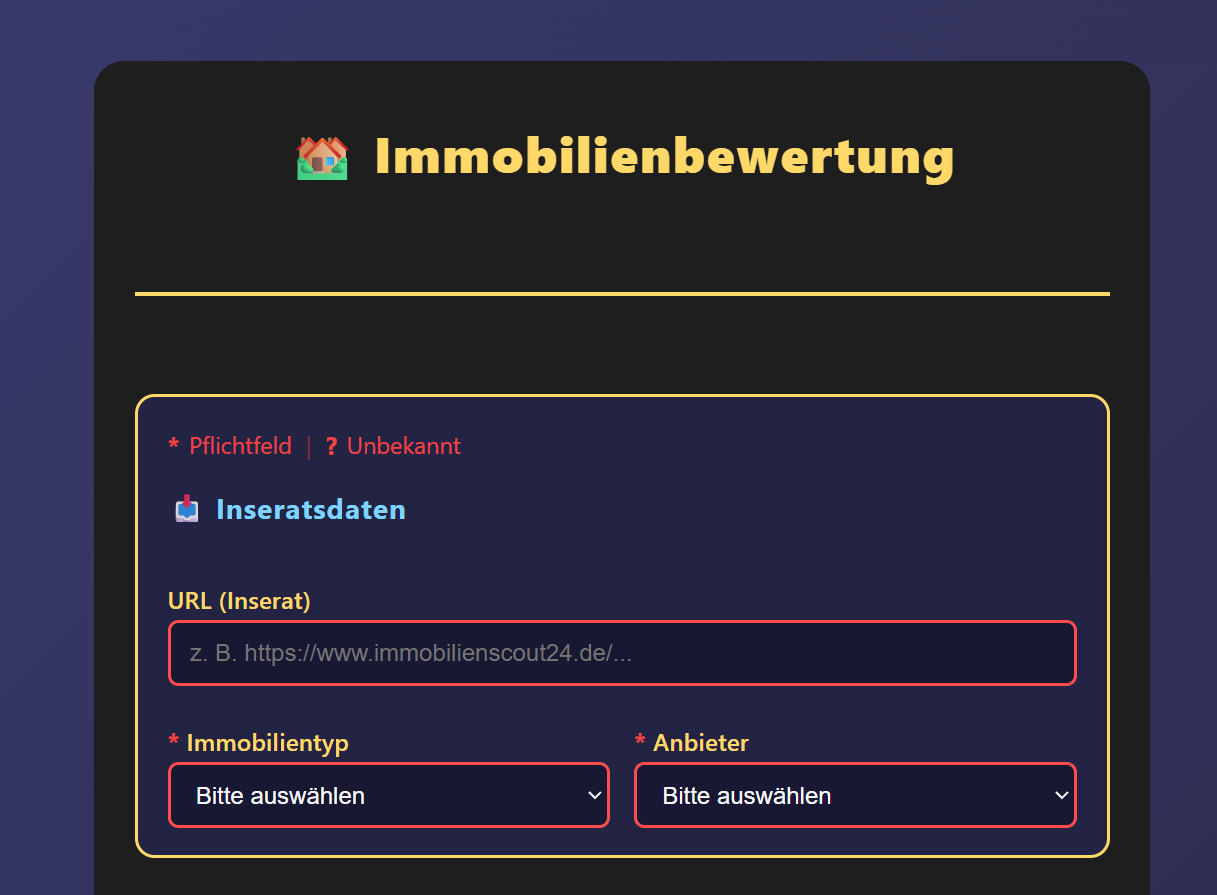 Immobilienbewertung
* Pflichtfeld | ? Unbekannt
Inseratsdaten
URL (Inserat)
z. B. https://www.immobilienscout24.de/...
* Immobilientyp
* Anbieter
Bitte auswählen
Bitte auswählen